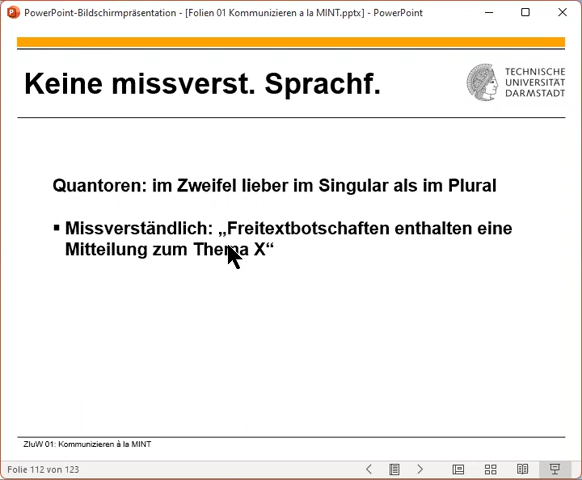 PowerPoint-Bildschirmpräsentation - [Folien 01 Kommunizieren a la MINT.pptx] - PowerPoint
Keine missverst. Sprachf.
TECHNISCHE
UNIVERSITÄT
DARMSTADT
Quantoren: im Zweifel lieber im Singular als im Plural
▪ Missverständlich: „Freitextbotschaften enthalten eine
Mitteilung zum Thema X“
ZIuW 01: Kommunizieren à la MINT
Folie 112 von 123